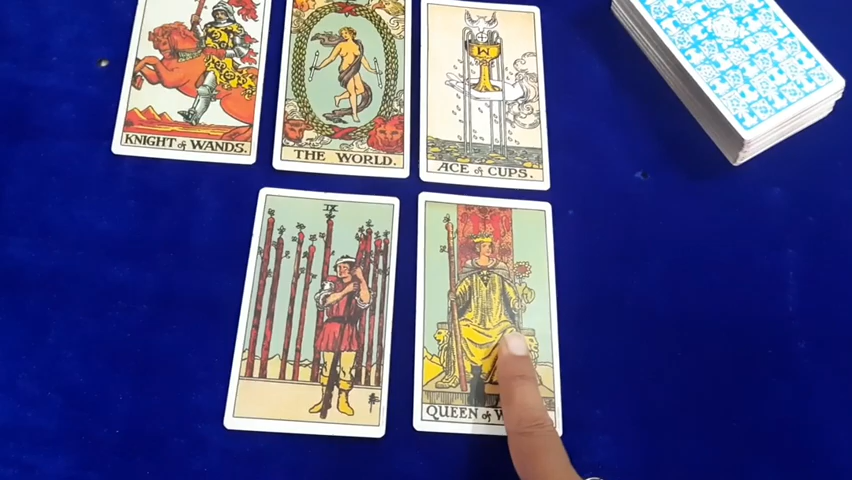 KNIGHT of WANDS.
THE WORLD.
ACE of CUPS.
IX
QUEEN of W